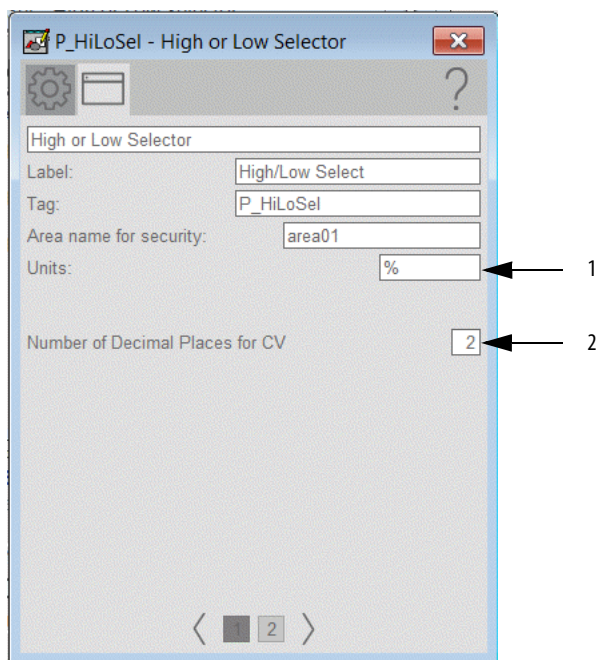 P_HiLoSel - High or Low Selector
?
High or Low Selector
Label: High/Low Select
Tag: P_HiLoSel
Area name for security: area01
Units: % 1
Number of Decimal Places for CV 2 2
1 2